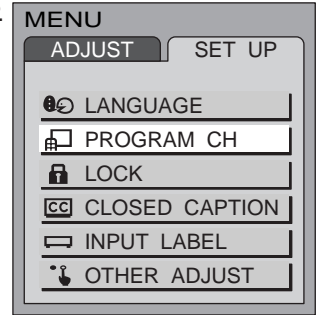 MENU
ADJUST SET UP
LANGUAGE
PROGRAM CH
LOCK
CC CLOSED CAPTION
INPUT LABEL
OTHER ADJUST